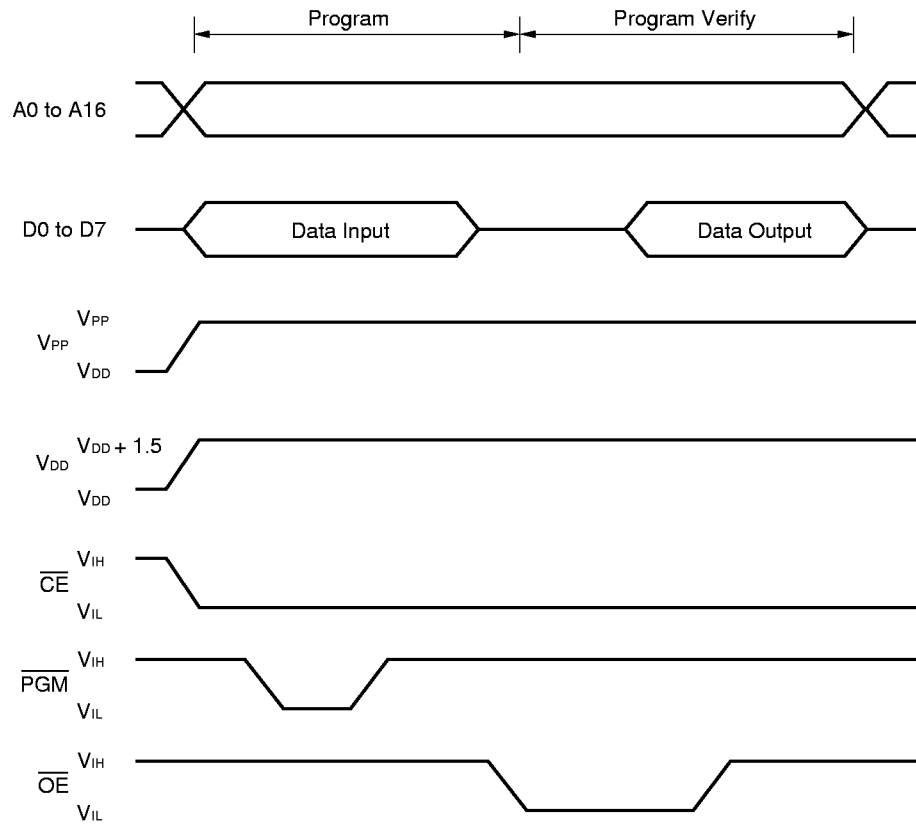 Program Program Verify
A0 to A16
D0 to D7 Data Input Data Output
VPP
VPP
VDD
VDD + 1.5
VDD
VDD
VIH
CE
VIL
VIH
PGM
VIL
VIH
OE
VIL